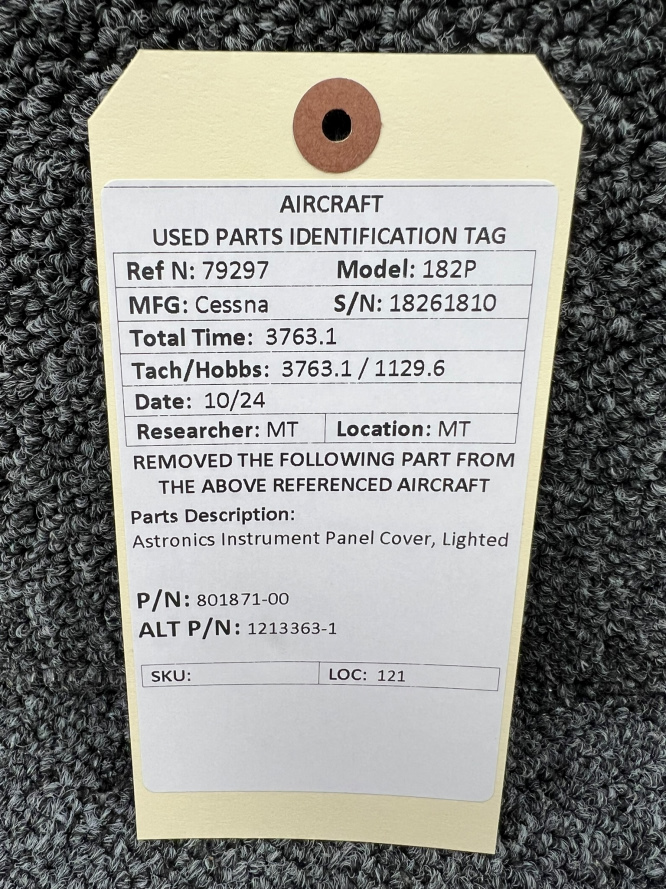 AIRCRAFT
USED PARTS IDENTIFICATION TAG
Ref N: 79297 Model: 182P
MFG: Cessna S/N: 18261810
Total Time: 3763.1
Tach/Hobbs: 3763.1 / 1129.6
Date: 10/24
Researcher: MT Location: MT
REMOVED THE FOLLOWING PART FROM
THE ABOVE REFERENCED AIRCRAFT
Parts Description:
Astronics Instrument Panel Cover, Lighted
P/N: 801871-00
ALT P/N: 1213363-1
SKU: LOC: 121